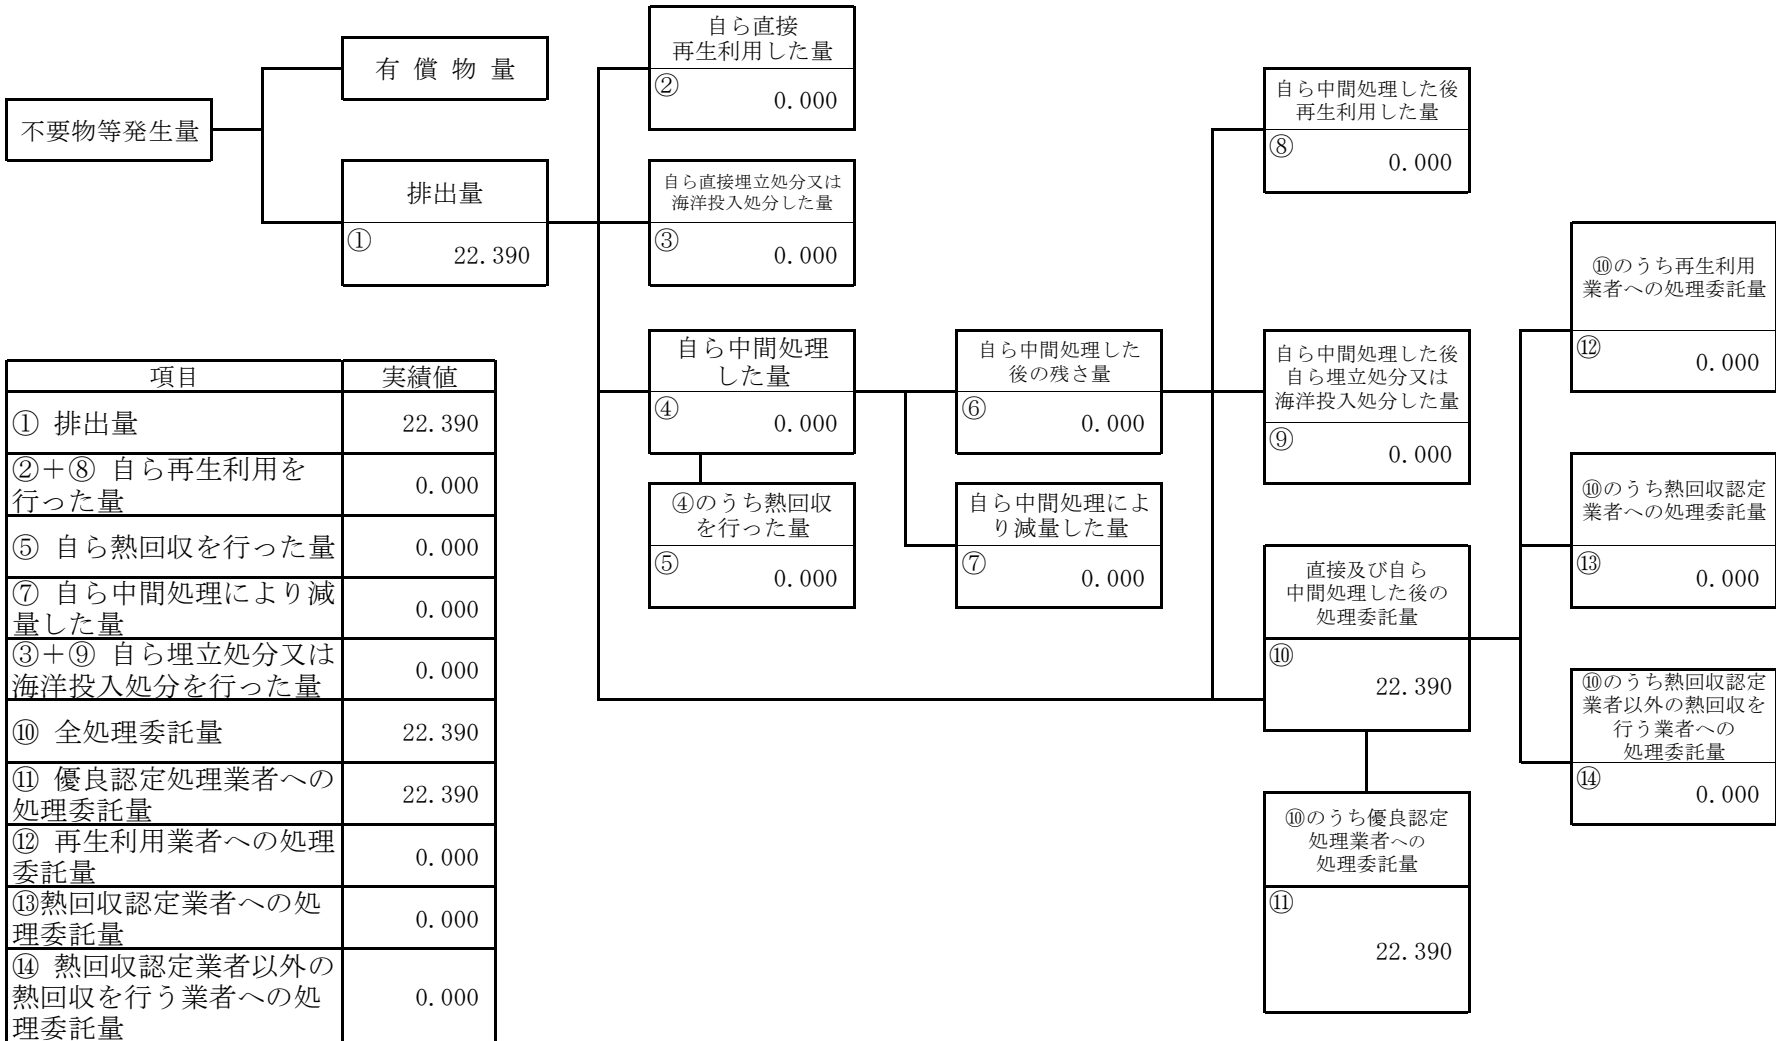 不要物等発生量
有償物量
排出量
①
22.390
自ら直接
再生利用した量
②
0.000
自ら直接埋立処分又は
海洋投入処分した量
③
0.000
自ら中間処理
した量
④
0.000
④のうち熱回収
を行った量
⑤
0.000
自ら中間処理した
後の残さ量
⑥
0.000
自ら中間処理によ
り減量した量
⑦
0.000
自ら中間処理した後
再生利用した量
⑧
0.000
自ら中間処理した後
自ら埋立処分又は
海洋投入処分した量
⑨
0.000
直接及び自ら
中間処理した後の
処理委託量
⑩
22.390
⑩のうち優良認定
処理業者への
処理委託量
⑪
22.390
⑩のうち再生利用
業者への処理委託量
⑫
0.000
⑩のうち熱回収認定
業者への処理委託量
⑬
0.000
⑩のうち熱回収認定
業者以外の熱回収を
行う業者への
処理委託量
⑭
0.000
項目 実績値
① 排出量 22.390
②＋⑧ 自ら再生利用を
行った量 0.000
⑤ 自ら熱回収を行った量 0.000
⑦ 自ら中間処理により減
量した量 0.000
③＋⑨ 自ら埋立処分又は
海洋投入処分を行った量 0.000
⑩ 全処理委託量 22.390
⑪ 優良認定処理業者への
処理委託量 22.390
⑫ 再生利用業者への処理
委託量 0.000
⑬熱回収認定業者への処
理委託量 0.000
⑭ 熱回収認定業者以外の
熱回収を行う業者への処
理委託量 0.000